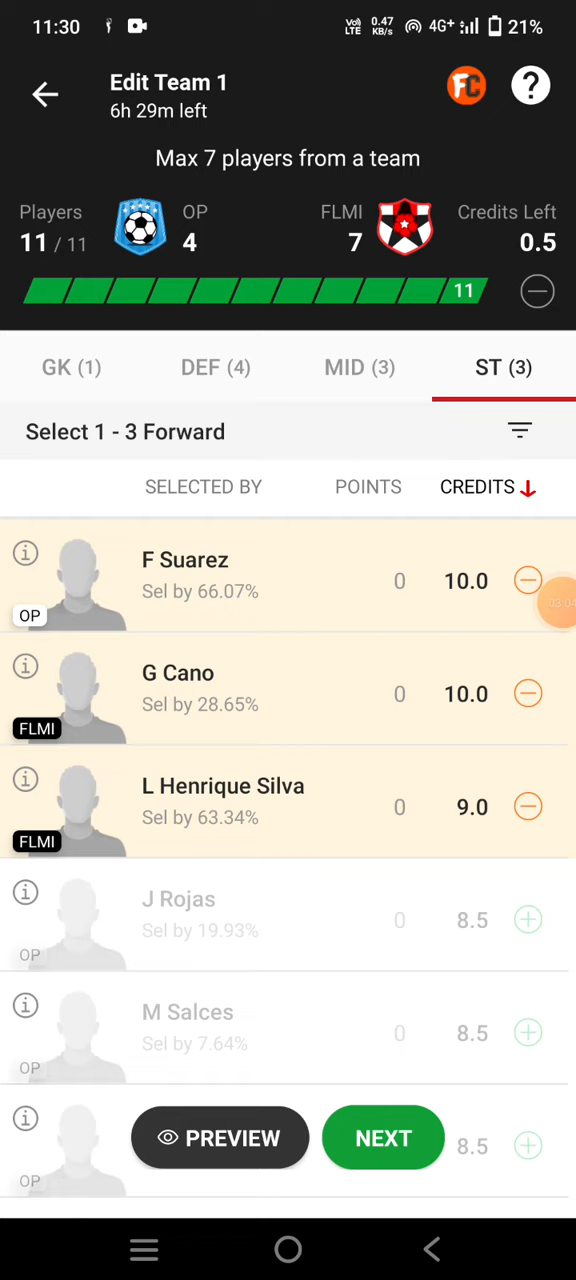 11:30
Vo)) LTE 0.47 KB/s 4G+ 21%
Edit Team 1
6h 29m left
FC ?
Max 7 players from a team
Players OP FLMI Credits Left
11 / 11 4 7 0.5
11
GK (1) DEF (4) MID (3) ST (3)
Select 1 - 3 Forward
SELECTED BY POINTS CREDITS
F Suarez
Sel by 66.07%
0 10.0
OP
03:04
G Cano
Sel by 28.65%
0 10.0
FLMI
L Henrique Silva
Sel by 63.34%
0 9.0
FLMI
J Rojas
Sel by 19.93%
0 8.5
OP
M Salces
Sel by 7.64%
0 8.5
OP
PREVIEW NEXT 8.5
OP